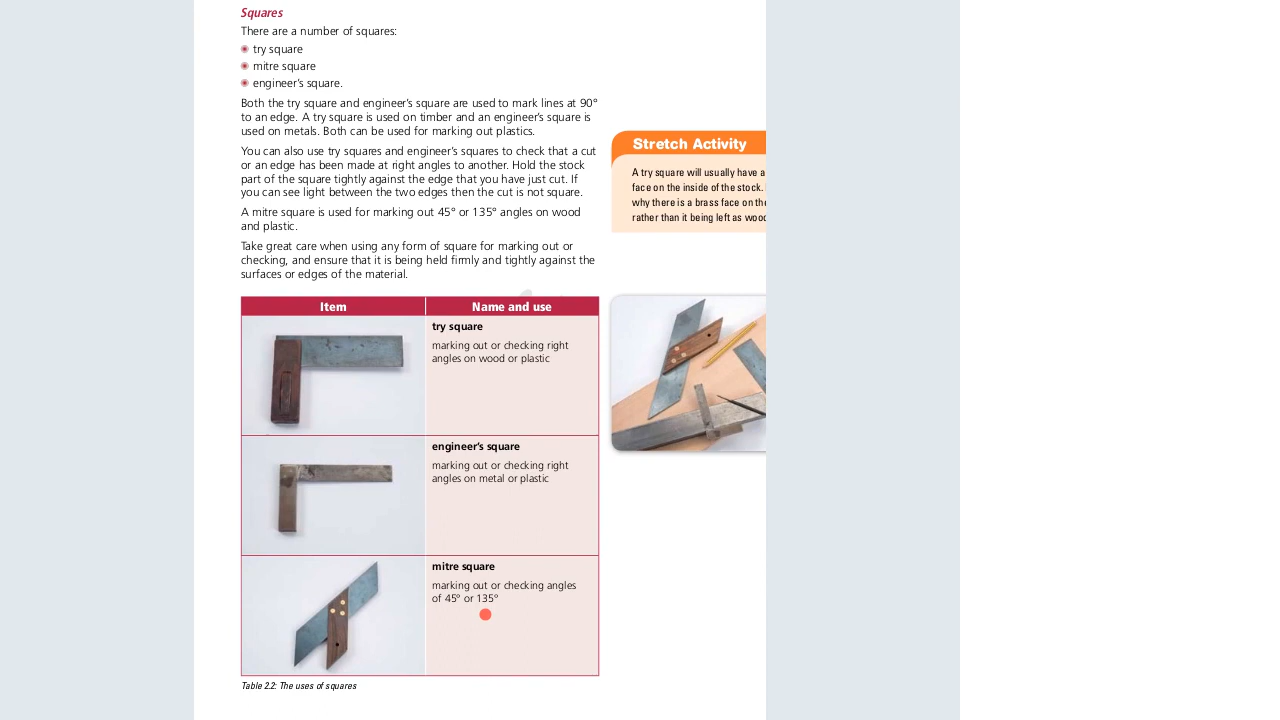 Squares
There are a number of squares:
try square
mitre square
engineer's square.
Both the try square and engineer's square are used to mark lines at 90°
to an edge. A try square is used on timber and an engineer's square is
used on metals. Both can be used for marking out plastics.
You can also use try squares and engineer's squares to check that a cut
or an edge has been made at right angles to another. Hold the stock
part of the square tightly against the edge that you have just cut. If
you can see light between the two edges then the cut is not square.
A mitre square is used for marking out 45° or 135° angles on wood
and plastic.
Take great care when using any form of square for marking out or
checking, and ensure that it is being held firmly and tightly against the
surfaces or edges of the material.
Stretch Activity
A try square will usually have a
face on the inside of the stock.
why there is a brass face on the
rather than it being left as
Item Name and use
try square
marking out or checking right
angles on wood or plastic
engineer's square
marking out or checking right
angles on metal or plastic
mitre square
marking out or checking angles
of 45° or 135°
Table 2.2: The uses of squares